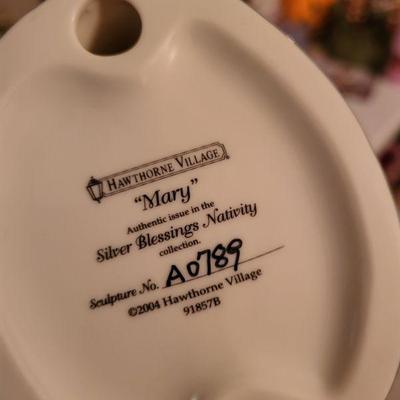 HAWTHORNE VILLAGE®
"Mary"
Authentic issue in the
Silver Blessings Nativity
collection.
Sculpture No. A0789
©2004 Hawthorne Village
91857B